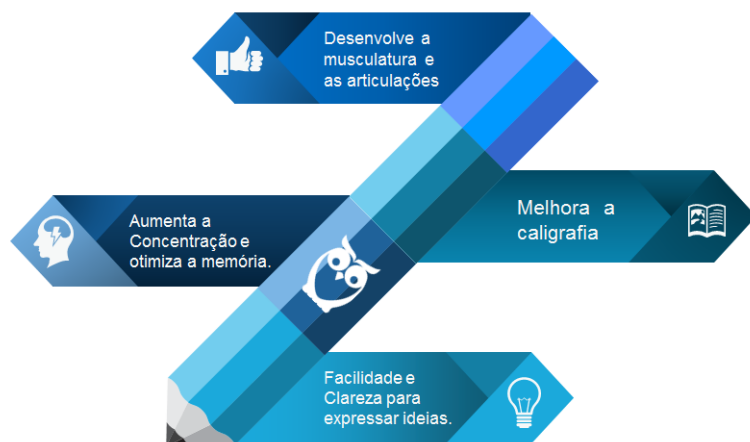 Desenvolve a
musculatura e
as articulações
Aumenta a
Concentração e
otimiza a memória.
Melhora a
caligrafia
Facilidade e
Clareza para
expressar ideias.